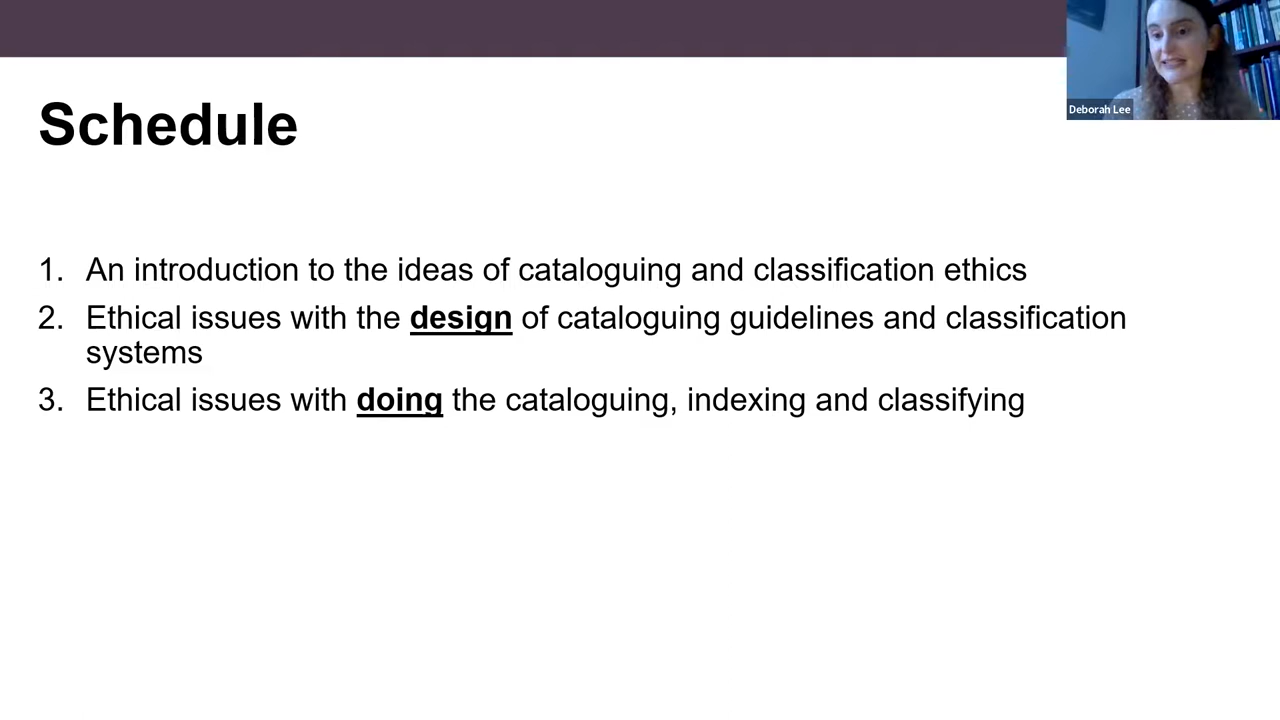 Deborah Lee
Schedule
1. An introduction to the ideas of cataloguing and classification ethics
2. Ethical issues with the design of cataloguing guidelines and classification
systems
3. Ethical issues with doing the cataloguing, indexing and classifying